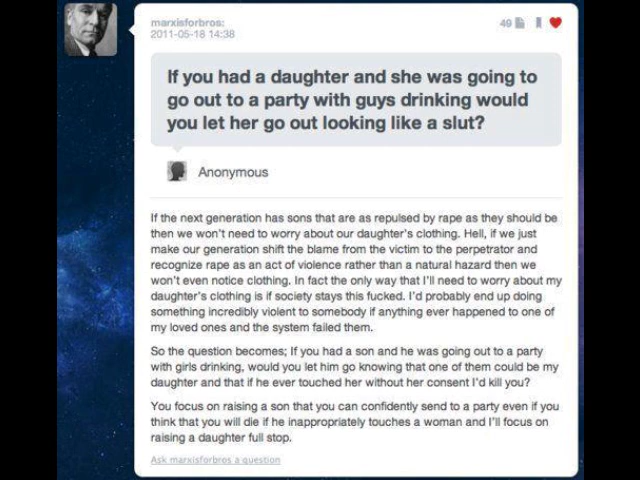 marxisforbros:
2011-05-18 14:38
49
If you had a daughter and she was going to
go out to a party with guys drinking would
you let her go out looking like a slut?
Anonymous
If the next generation has sons that are as repulsed by rape as they should be
then we won't need to worry about our daughter's clothing. Hell, if we just
make our generation shift the blame from the victim to the perpetrator and
recognize rape as an act of violence rather than a natural hazard then we
won't even notice clothing. In fact the only way that I'll need to worry about my
daughter's clothing is if society stays this fucked. I'd probably end up doing
something incredibly violent to somebody if anything ever happened to one of
my loved ones and the system failed them.
So the question becomes; If you had a son and he was going out to a party
with girls drinking, would you let him go knowing that one of them could be my
daughter and that if he ever touched her without her consent I'd kill you?
You focus on raising a son that you can confidently send to a party even if you
think that you will die if he inappropriately touches a woman and I'll focus on
raising a daughter full stop.
Ask marxisforbros a question